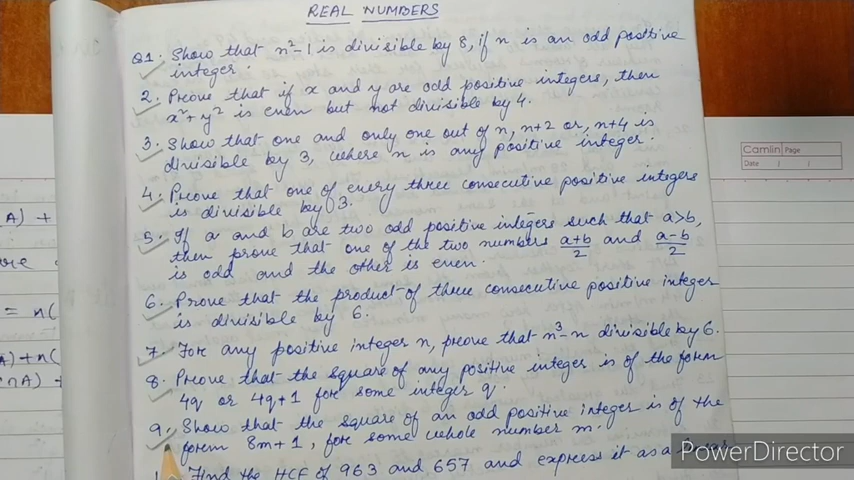 REAL NUMBERS
Q1. Show that n²-1 is divisible by 8, if n is an odd positive
integer.
2. Prove that if x and y are odd positive integers, then
x²+y² is even but not divisible by 4.
3. Show that one and only one out of n, n+2 or, n+4 is
divisible by 3, where n is any positive integer.
4. Prove that one of every three consecutive positive integers
is divisible by 3.
5. If a and b are two odd positive integers such that a>b,
then prove that one of the two numbers (a+b)/2 and (a-b)/2
is odd and the other is even.
6. Prove that the product of three consecutive positive integer
is divisible by 6.
7. For any positive integer n, prove that n³-n divisible by 6.
8. Prove that the square of any positive integer is of the form
4q or 4q+1 for some integer q.
9. Show that the square of an odd positive integer is of the
form 8m+1, for some whole number m.
Find the HCF of 963 and 657 and express it as a
Camlin Page
Date / /
A) +
= n(
A)+n(
∩A) +
PowerDirector